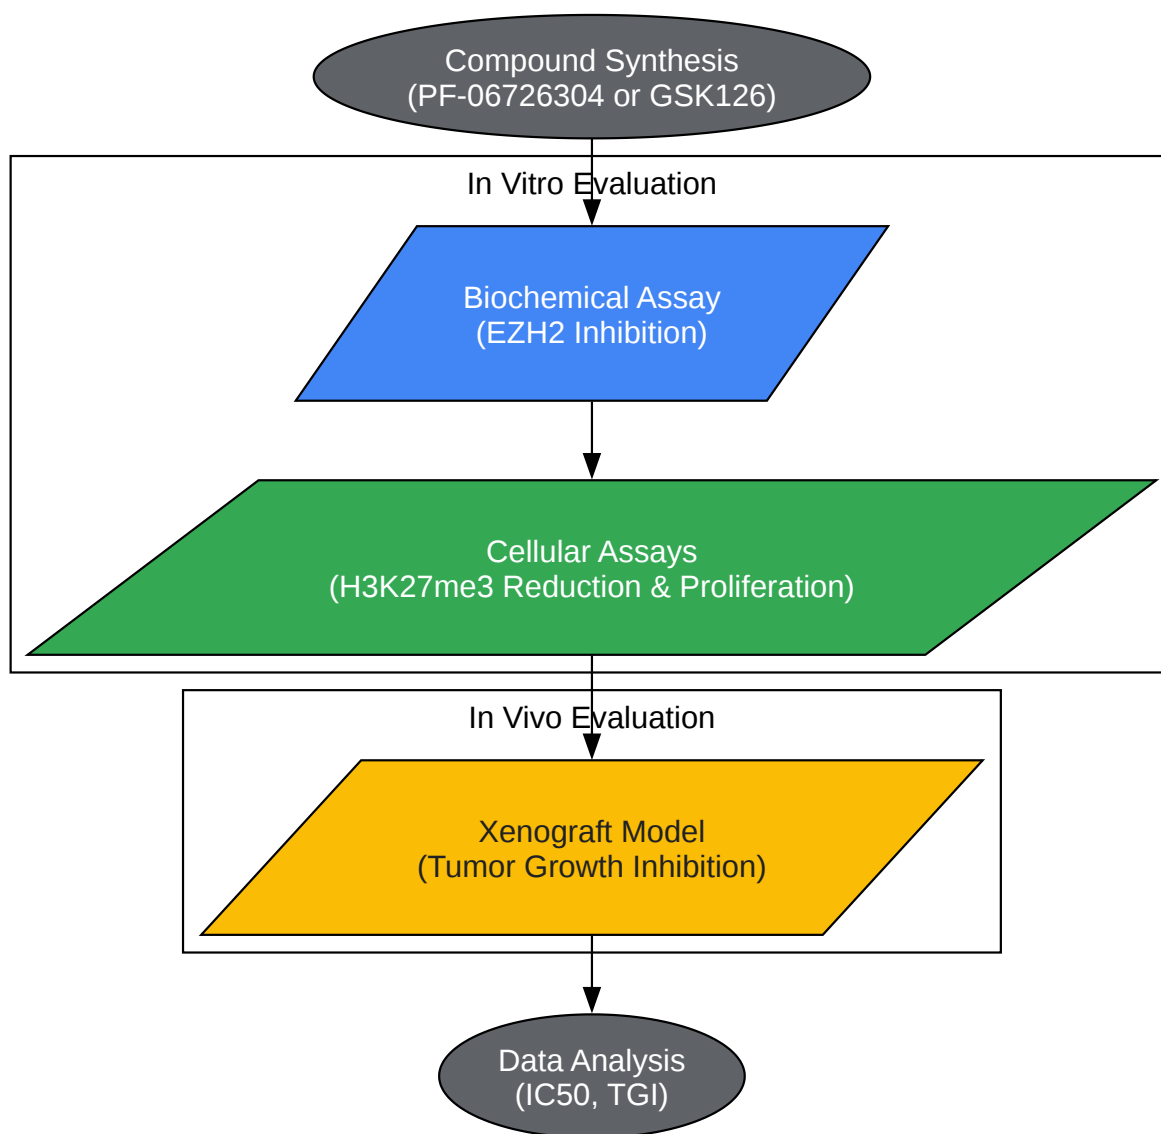 Compound Synthesis
(PF-06726304 or GSK126)
In Vitro Evaluation
Biochemical Assay
(EZH2 Inhibition)
Cellular Assays
(H3K27me3 Reduction & Proliferation)
In Vivo Evaluation
Xenograft Model
(Tumor Growth Inhibition)
Data Analysis
(IC50, TGI)